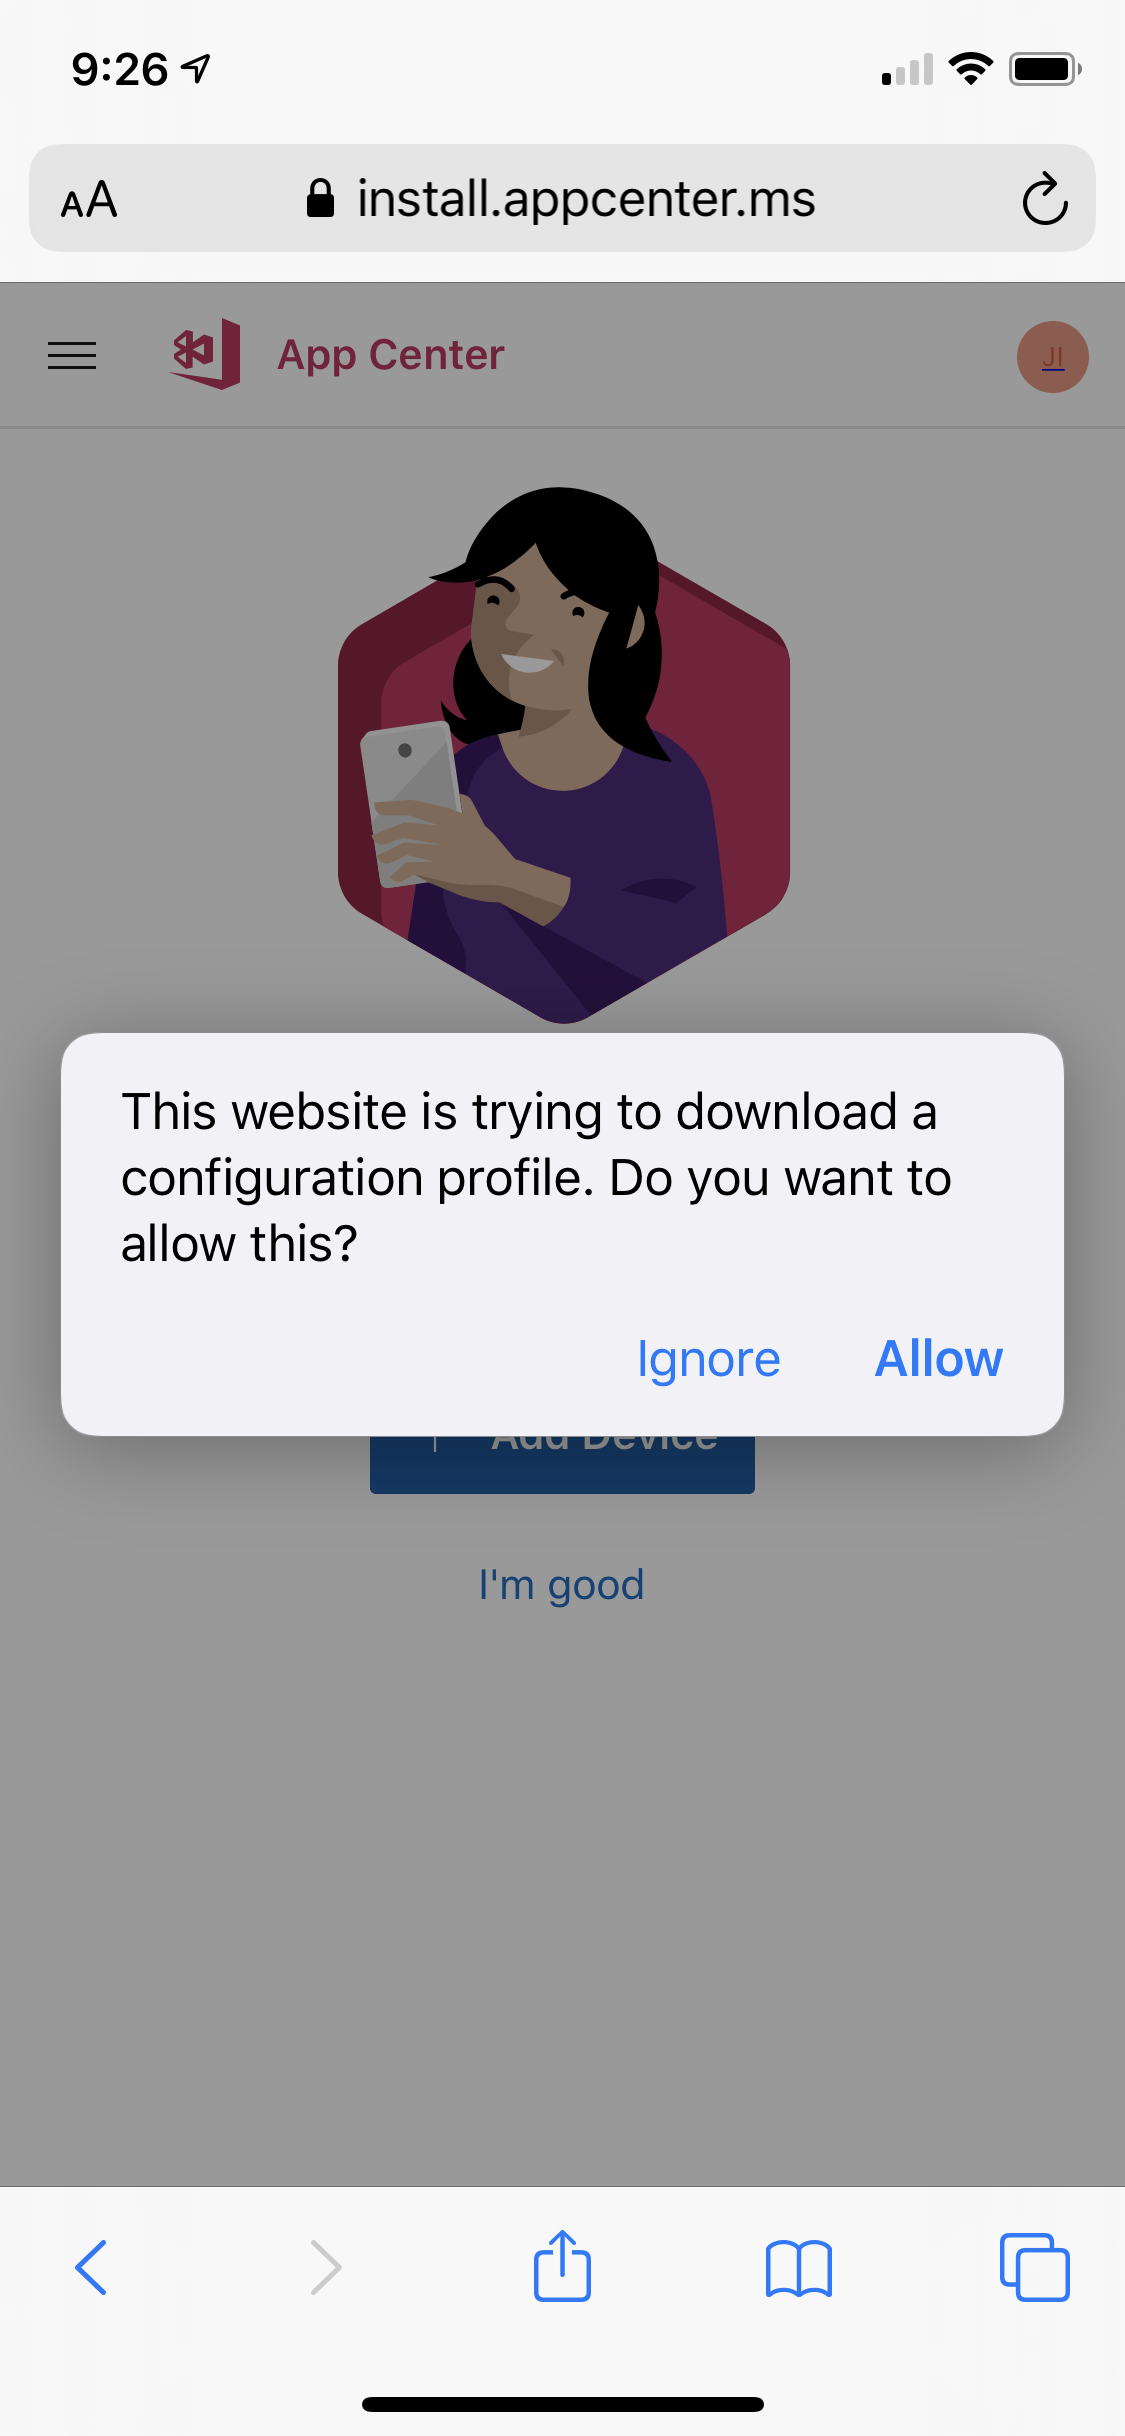 9:26
AA install.appcenter.ms
App Center JI
This website is trying to download a
configuration profile. Do you want to
allow this?
Ignore Allow
Add Device
I'm good